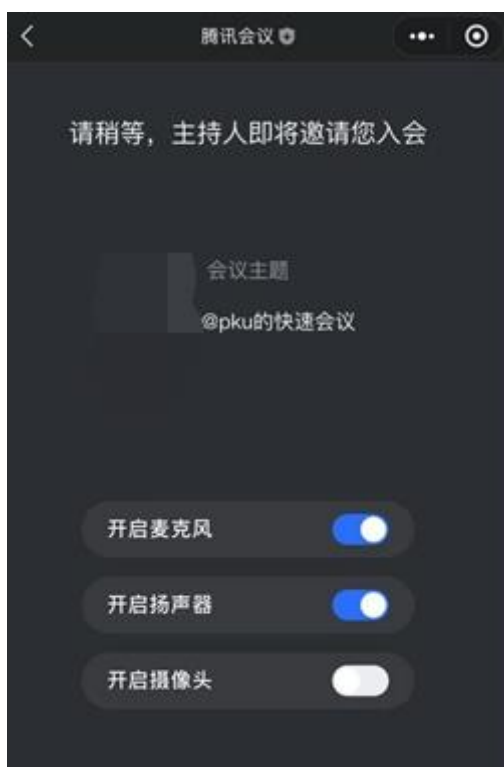 腾讯会议
请稍等，主持人即将邀请您入会
会议主题
@pku的快速会议
开启麦克风
开启扬声器
开启摄像头